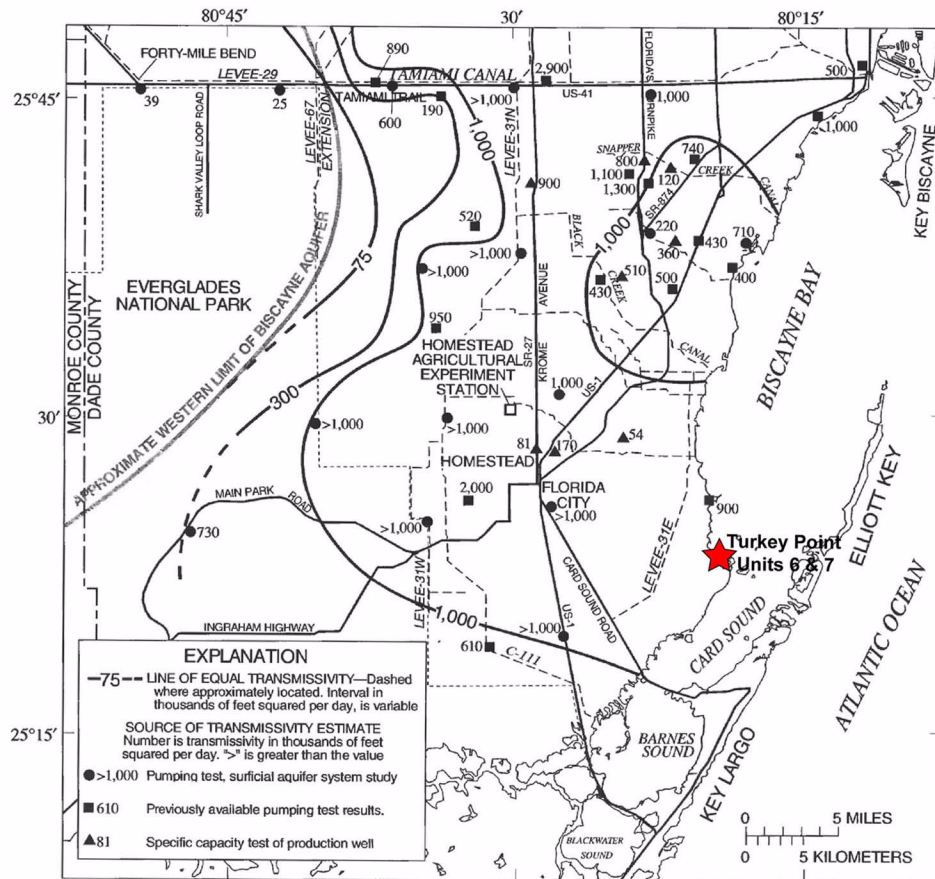 80°45'
30'
80°15'
FORTY-MILE BEND
LEVEE-29
890
TAMIAMI CANAL
2,900
500
25°45'
39
25
TAMIAMI TRAIL
600
190
>1,000
US-41
1,000
1,000
SHARK VALLEY LOOP ROAD
LEVEE-67
EXTENSION
1,000
LEVEE-31N
FLORIDA'S
SNAPPER
CREEK
CANAL
800
740
1,100
120
1,300
900
SR-874
KEY BISCAYNE
520
BLACK
CREEK
CANAL
1,000
220
360
430
710
>1,000
>1,000
75
510
430
500
400
EVERGLADES
NATIONAL PARK
MONROE COUNTY
DADE COUNTY
APPROXIMATE WESTERN LIMIT OF BISCAYNE AQUIFER
950
HOMESTEAD
AGRICULTURAL
EXPERIMENT
STATION
AVENUE
KROME
SR-27
US-1
BISCAYNE BAY
300
1,000
30'
>1,000
>1,000
81
170
54
HOMESTEAD
2,000
FLORIDA
CITY
>1,000
900
MAIN PARK
ROAD
730
>1,000
LEVEE-31W
LEVEE-31E
Turkey Point
Units 6 & 7
ELLIOTT KEY
CARD SOUND ROAD
US-1
CARD SOUND
ATLANTIC OCEAN
INGRAHAM HIGHWAY
1,000
>1,000
610
C-111
25°15'
BARNES
SOUND
KEY LARGO
BLACKWATER
SOUND
EXPLANATION
—75— LINE OF EQUAL TRANSMISSIVITY—Dashed
where approximately located. Interval in
thousands of feet squared per day, is variable
SOURCE OF TRANSMISSIVITY ESTIMATE
Number is transmissivity in thousands of feet
squared per day. ">" is greater than the value
>1,000 Pumping test, surficial aquifer system study
610 Previously available pumping test results.
81 Specific capacity test of production well
0 5 MILES
0 5 KILOMETERS